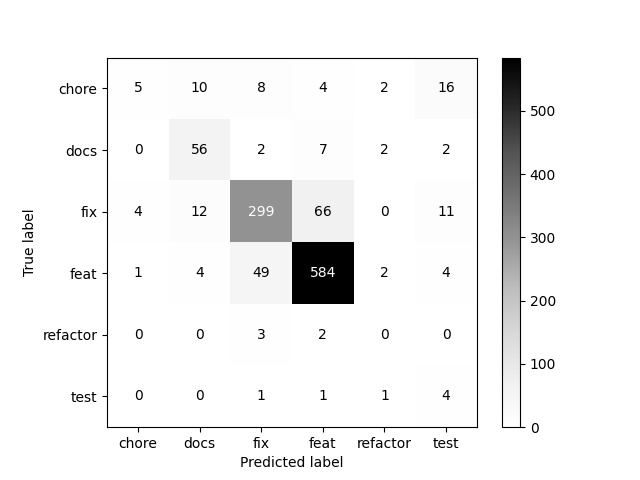 chore 5 10 8 4 2 16
docs 0 56 2 7 2 2
fix 4 12 299 66 0 11
feat 1 4 49 584 2 4
refactor 0 0 3 2 0 0
test 0 0 1 1 1 4
chore docs fix feat refactor test
Predicted label
True label
500
400
300
200
100
0